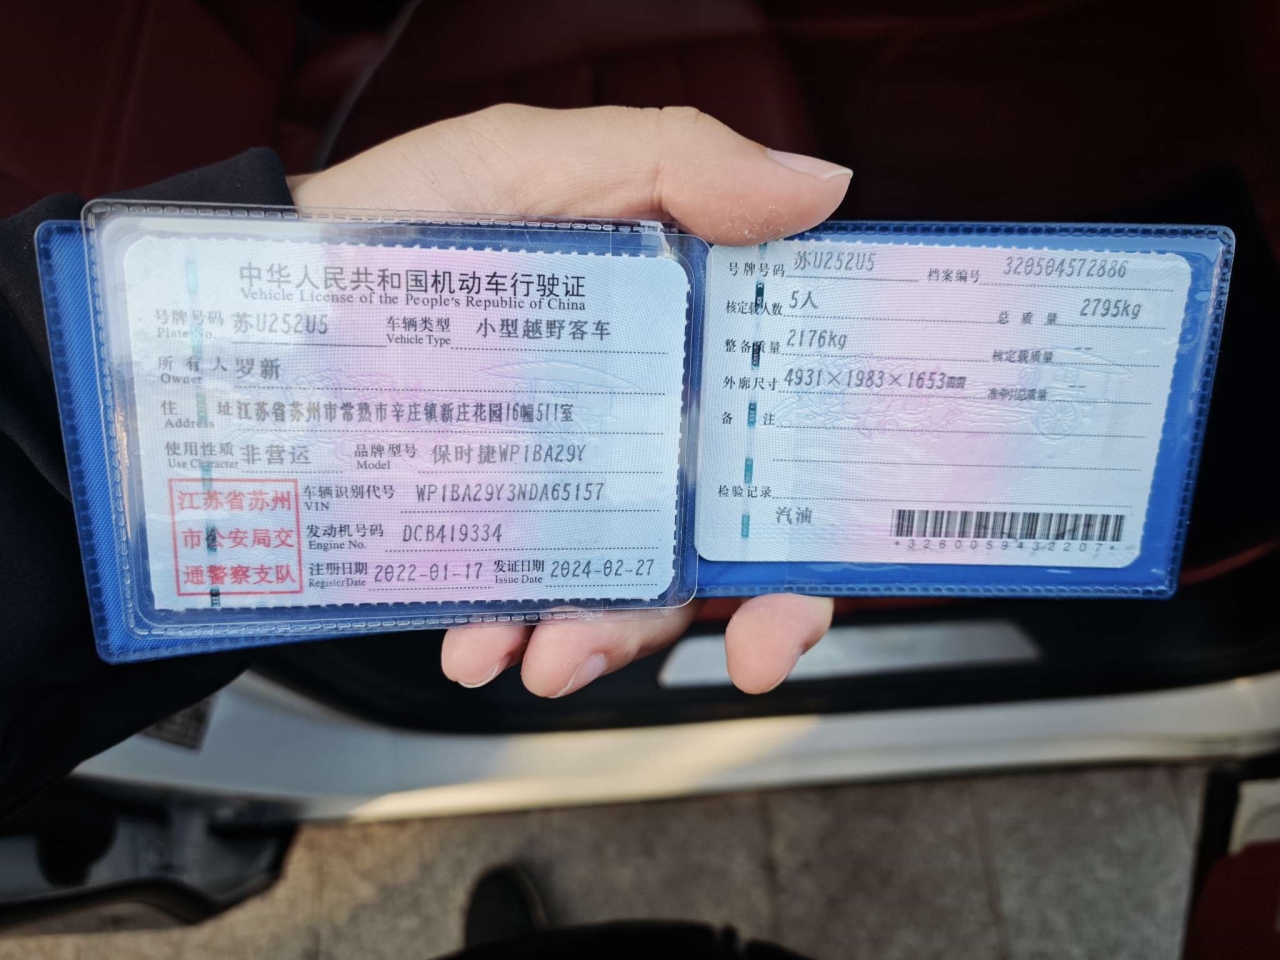 中华人民共和国机动车行驶证
Vehicle License of the People's Republic of China
号牌号码 苏U252U5 车辆类型 小型越野客车
Plate No. Vehicle Type
所有人 罗新
Owner
住址 江苏省苏州市常熟市辛庄镇新庄花园16幢511室
Address
使用性质 非营运 品牌型号 保时捷WP1BA29Y
Use Character Model
江苏省苏州
市公安局交
通警察支队
车辆识别代号 WP1BA29Y3NDA65157
VIN
发动机号码 DCB419334
Engine No.
注册日期 2022-01-17 发证日期 2024-02-27
Register Date Issue Date
号牌号码 苏U252U5 档案编号 320504572886
核定载人数 5人 总质量 2795kg
整备质量 2176kg 核定载质量 --
外廓尺寸 4931×1983×1653mm 准牵引总质量 --
备注
检验记录
汽油
*3260059432207*